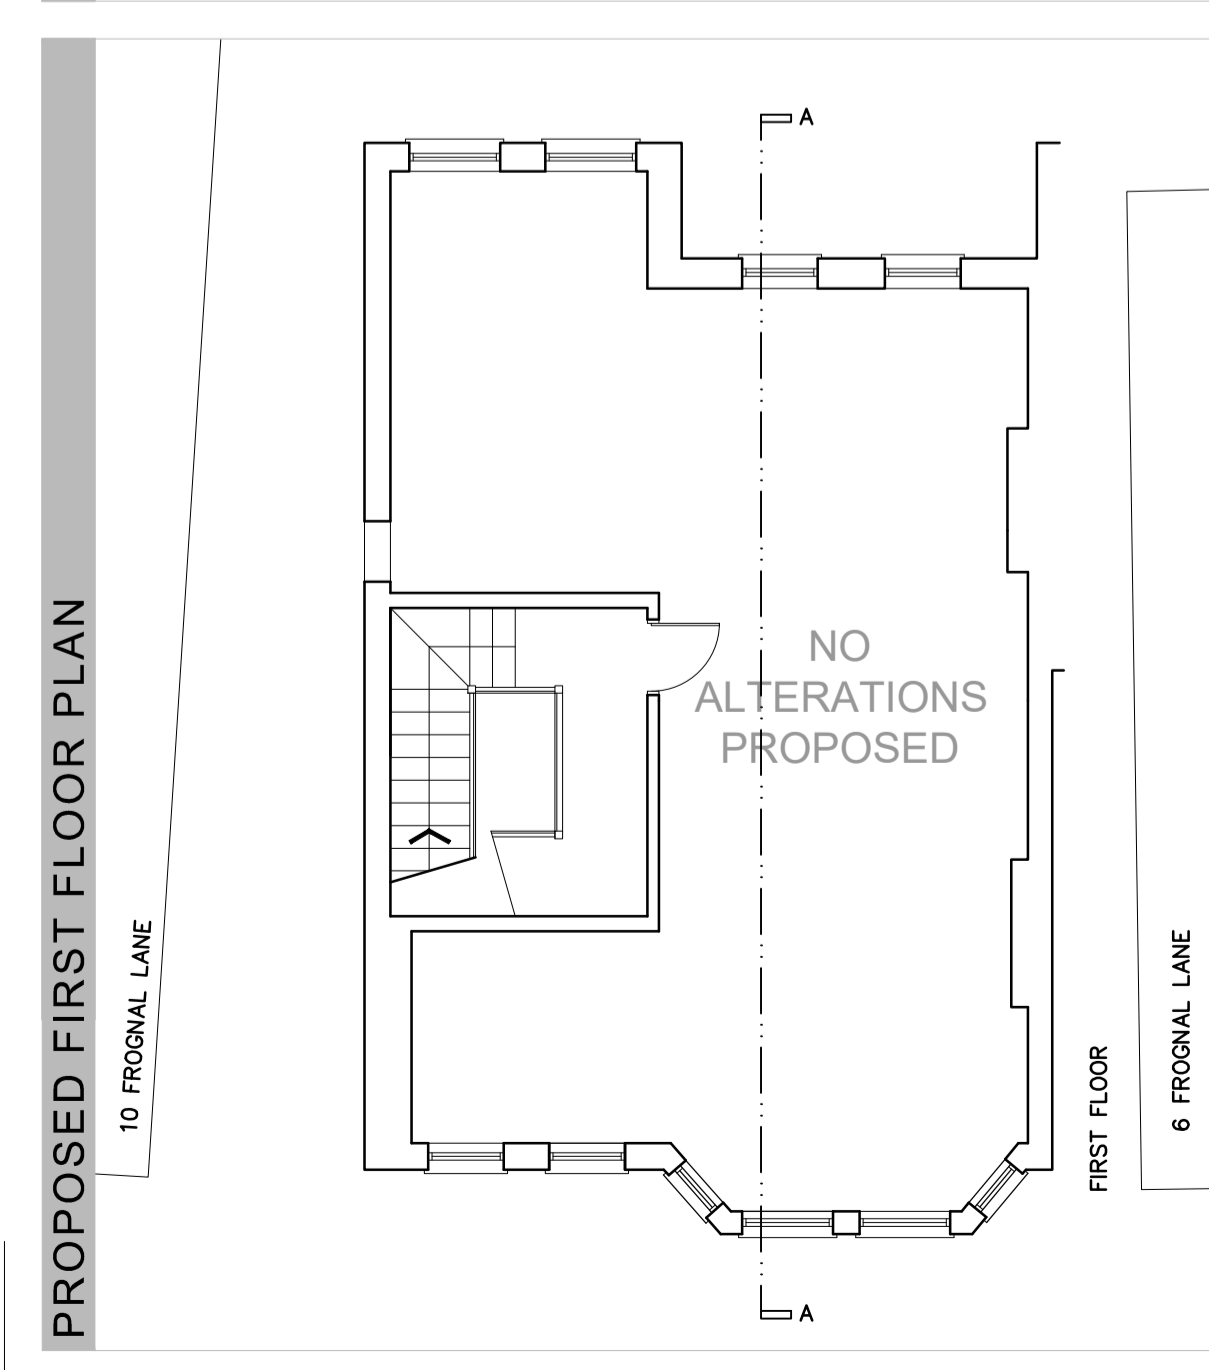 PROPOSED FIRST FLOOR PLAN
10 FROGNAL LANE
A
NO
ALTERATIONS
PROPOSED
A
FIRST FLOOR
6 FROGNAL LANE